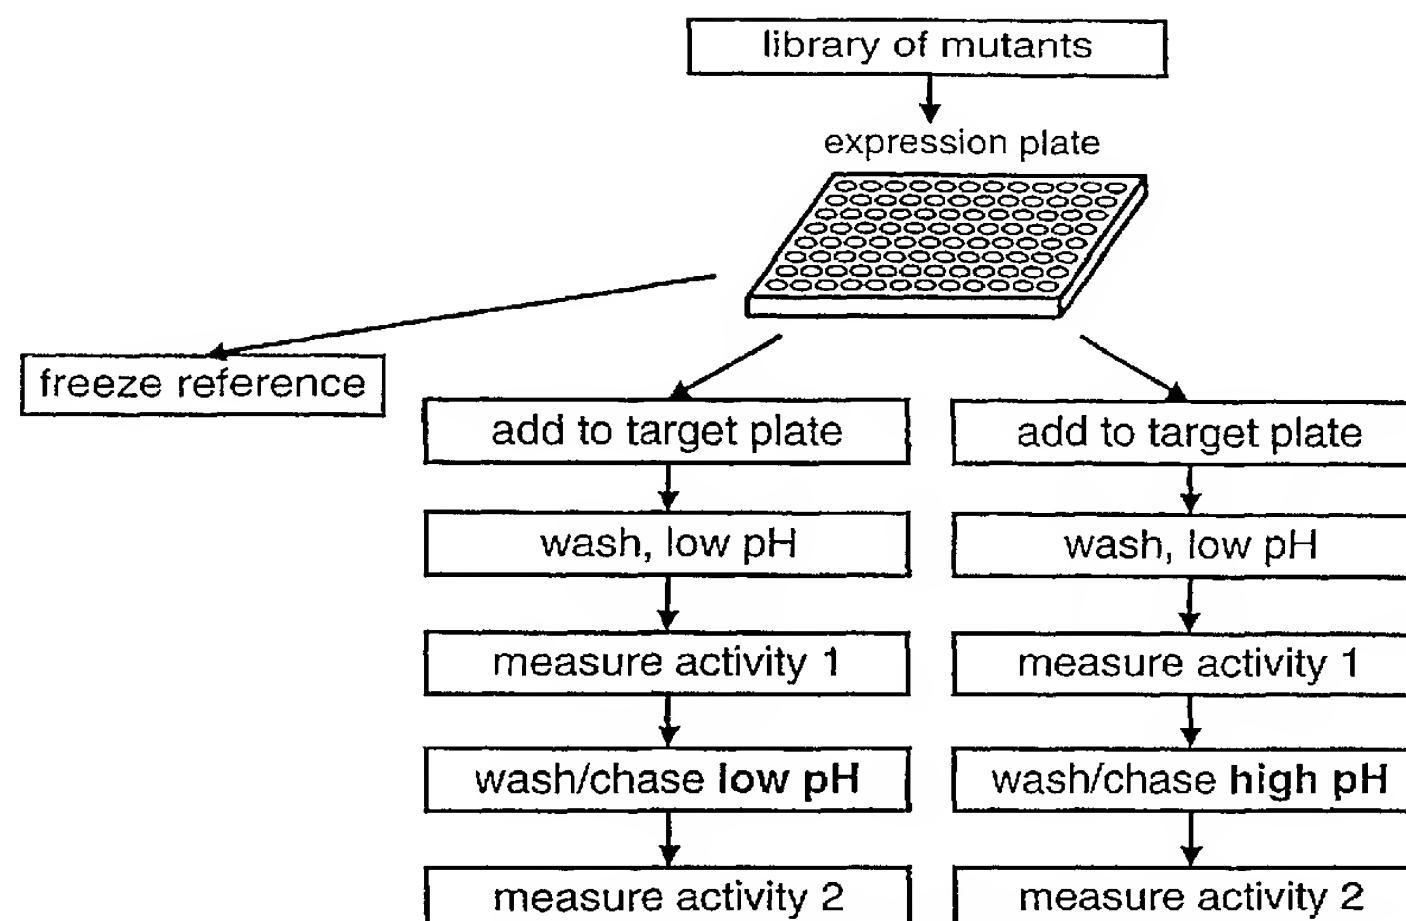 library of mutants
expression plate
freeze reference
add to target plate
add to target plate
wash, low pH
wash, low pH
measure activity 1
measure activity 1
wash/chase low pH
wash/chase high pH
measure activity 2
measure activity 2